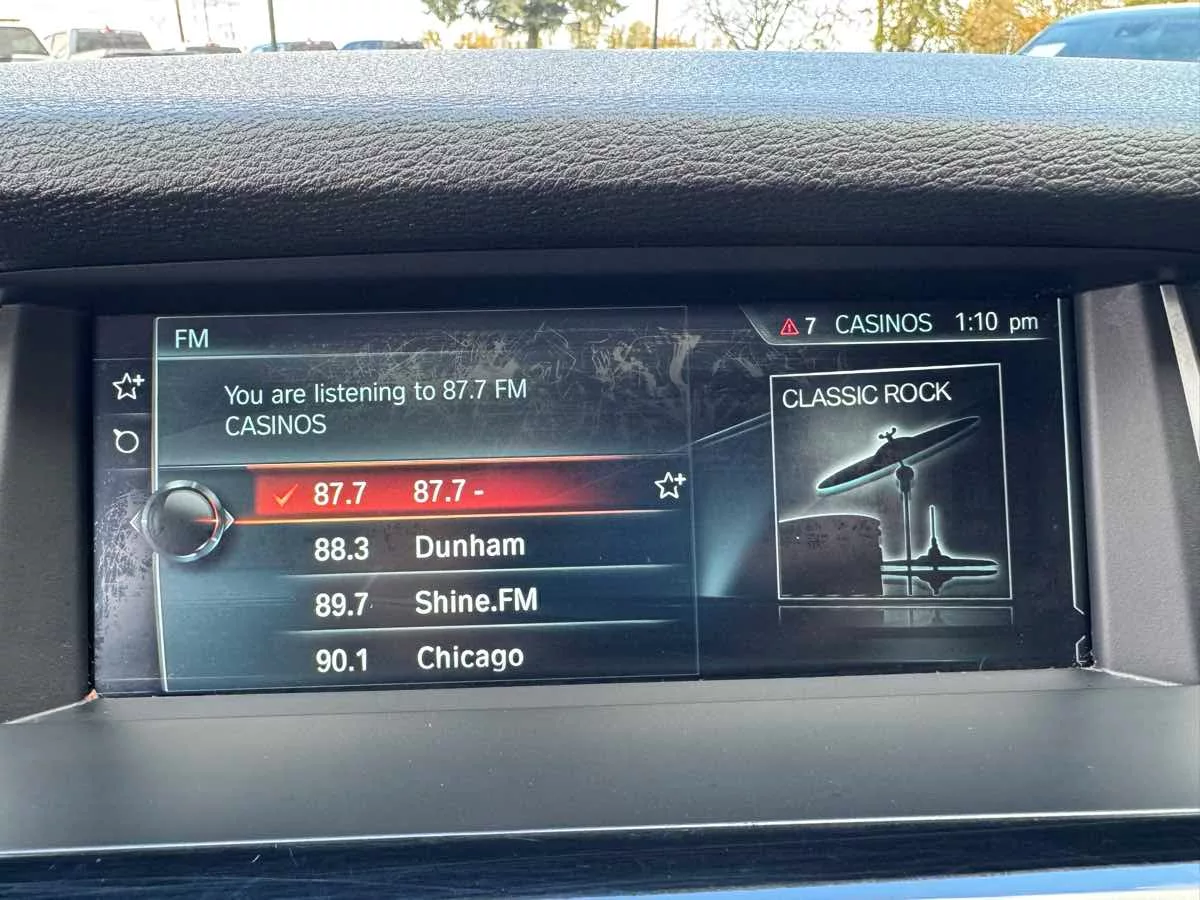 FM
7 CASINOS 1:10 pm
You are listening to 87.7 FM
CASINOS
CLASSIC ROCK
87.7 87.7 -
88.3 Dunham
89.7 Shine.FM
90.1 Chicago